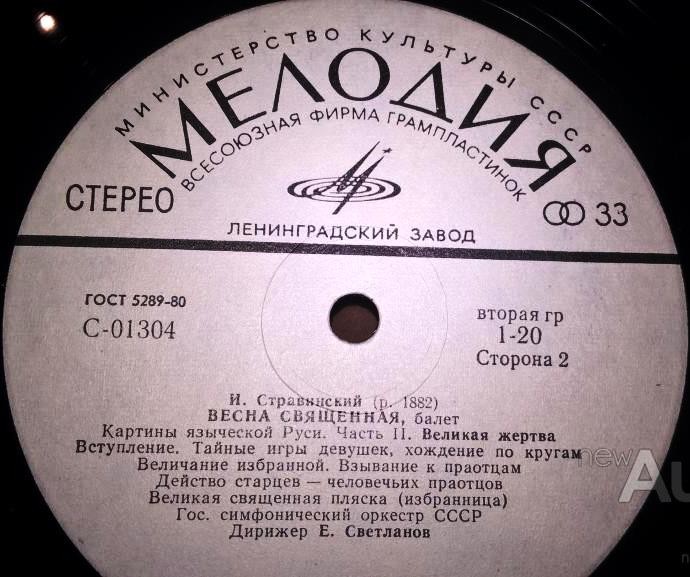 МИНИСТЕРСТВО КУЛЬТУРЫ СССР
МЕЛОДИЯ
ВСЕСОЮЗНАЯ ФИРМА ГРАМПЛАСТИНОК
СТЕРЕО
33
ЛЕНИНГРАДСКИЙ ЗАВОД
ГОСТ 5289-80
С-01304
вторая гр
1-20
Сторона 2
И. Стравинский (р. 1882)
ВЕСНА СВЯЩЕННАЯ, балет
Картины языческой Руси. Часть II. Великая жертва
Вступление. Тайные игры девушек, хождение по кругам
Величание избранной. Взывание к праотцам
Действо старцев — человечьих праотцов
Великая священная пляска (избранница)
Гос. симфонический оркестр СССР
Дирижер Е. Светланов
new